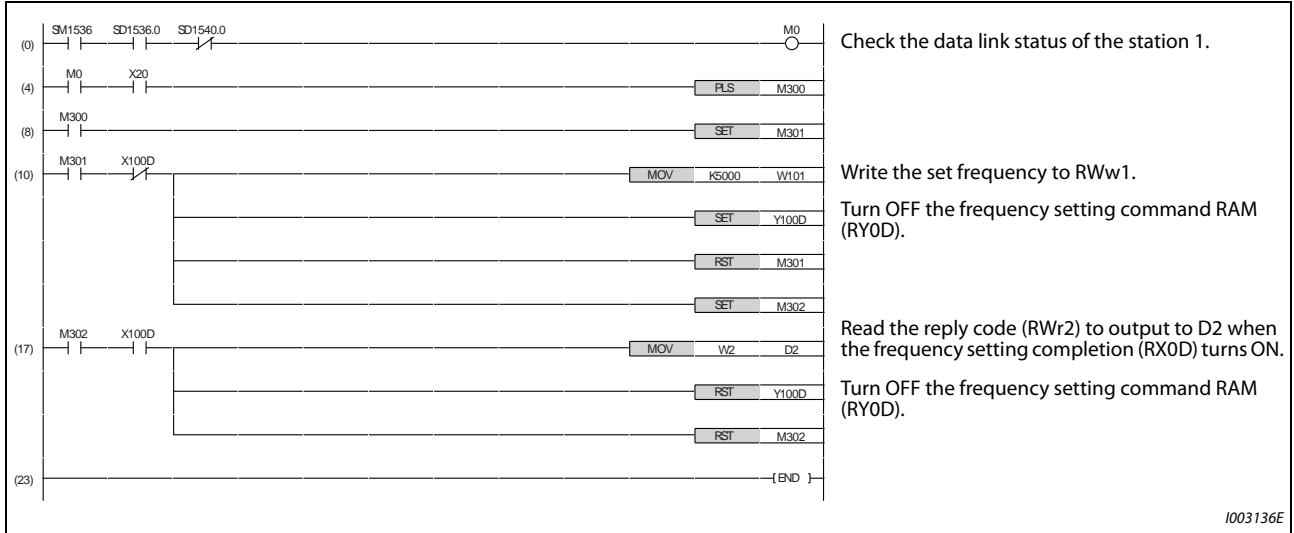 SM1536 SD1536.0 SD1540.0 M0
(0) Check the data link status of the station 1.
M0 X20
(4) PLS M300
M300
(8) SET M301
M301 X100D
(10) MOV K5000 W101 Write the set frequency to RWw1.
SET Y100D Turn OFF the frequency setting command RAM
(RY0D).
RST M301
SET M302
M302 X100D
Read the reply code (RWr2) to output to D2 when
(17) MOV W2 D2 the frequency setting completion (RX0D) turns ON.
RST Y100D Turn OFF the frequency setting command RAM
(RY0D).
RST M302
(23) END
I003136E